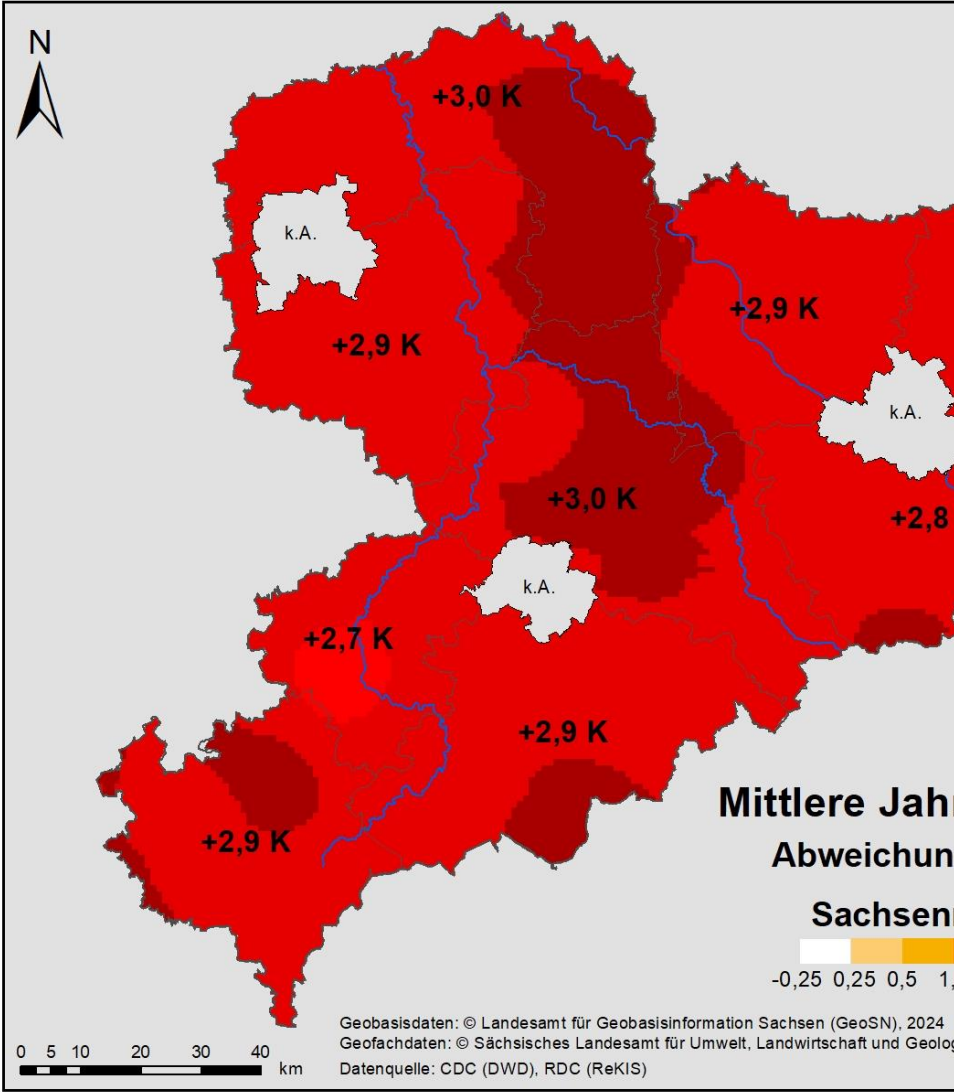 N
+3,0 K
k.A.
+2,9 K
+2,9 K
k.A.
+3,0 K
+2,8
k.A.
+2,7 K
+2,9 K
+2,9 K
Mittlere Jah
Abweichun
Sachsen
-0,25 0,25 0,5 1,
Geobasisdaten: © Landesamt für Geobasisinformation Sachsen (GeoSN), 2024
Geofachdaten: © Sächsisches Landesamt für Umwelt, Landwirtschaft und Geolog
Datenquelle: CDC (DWD), RDC (ReKIS)
0 5 10 20 30 40 km